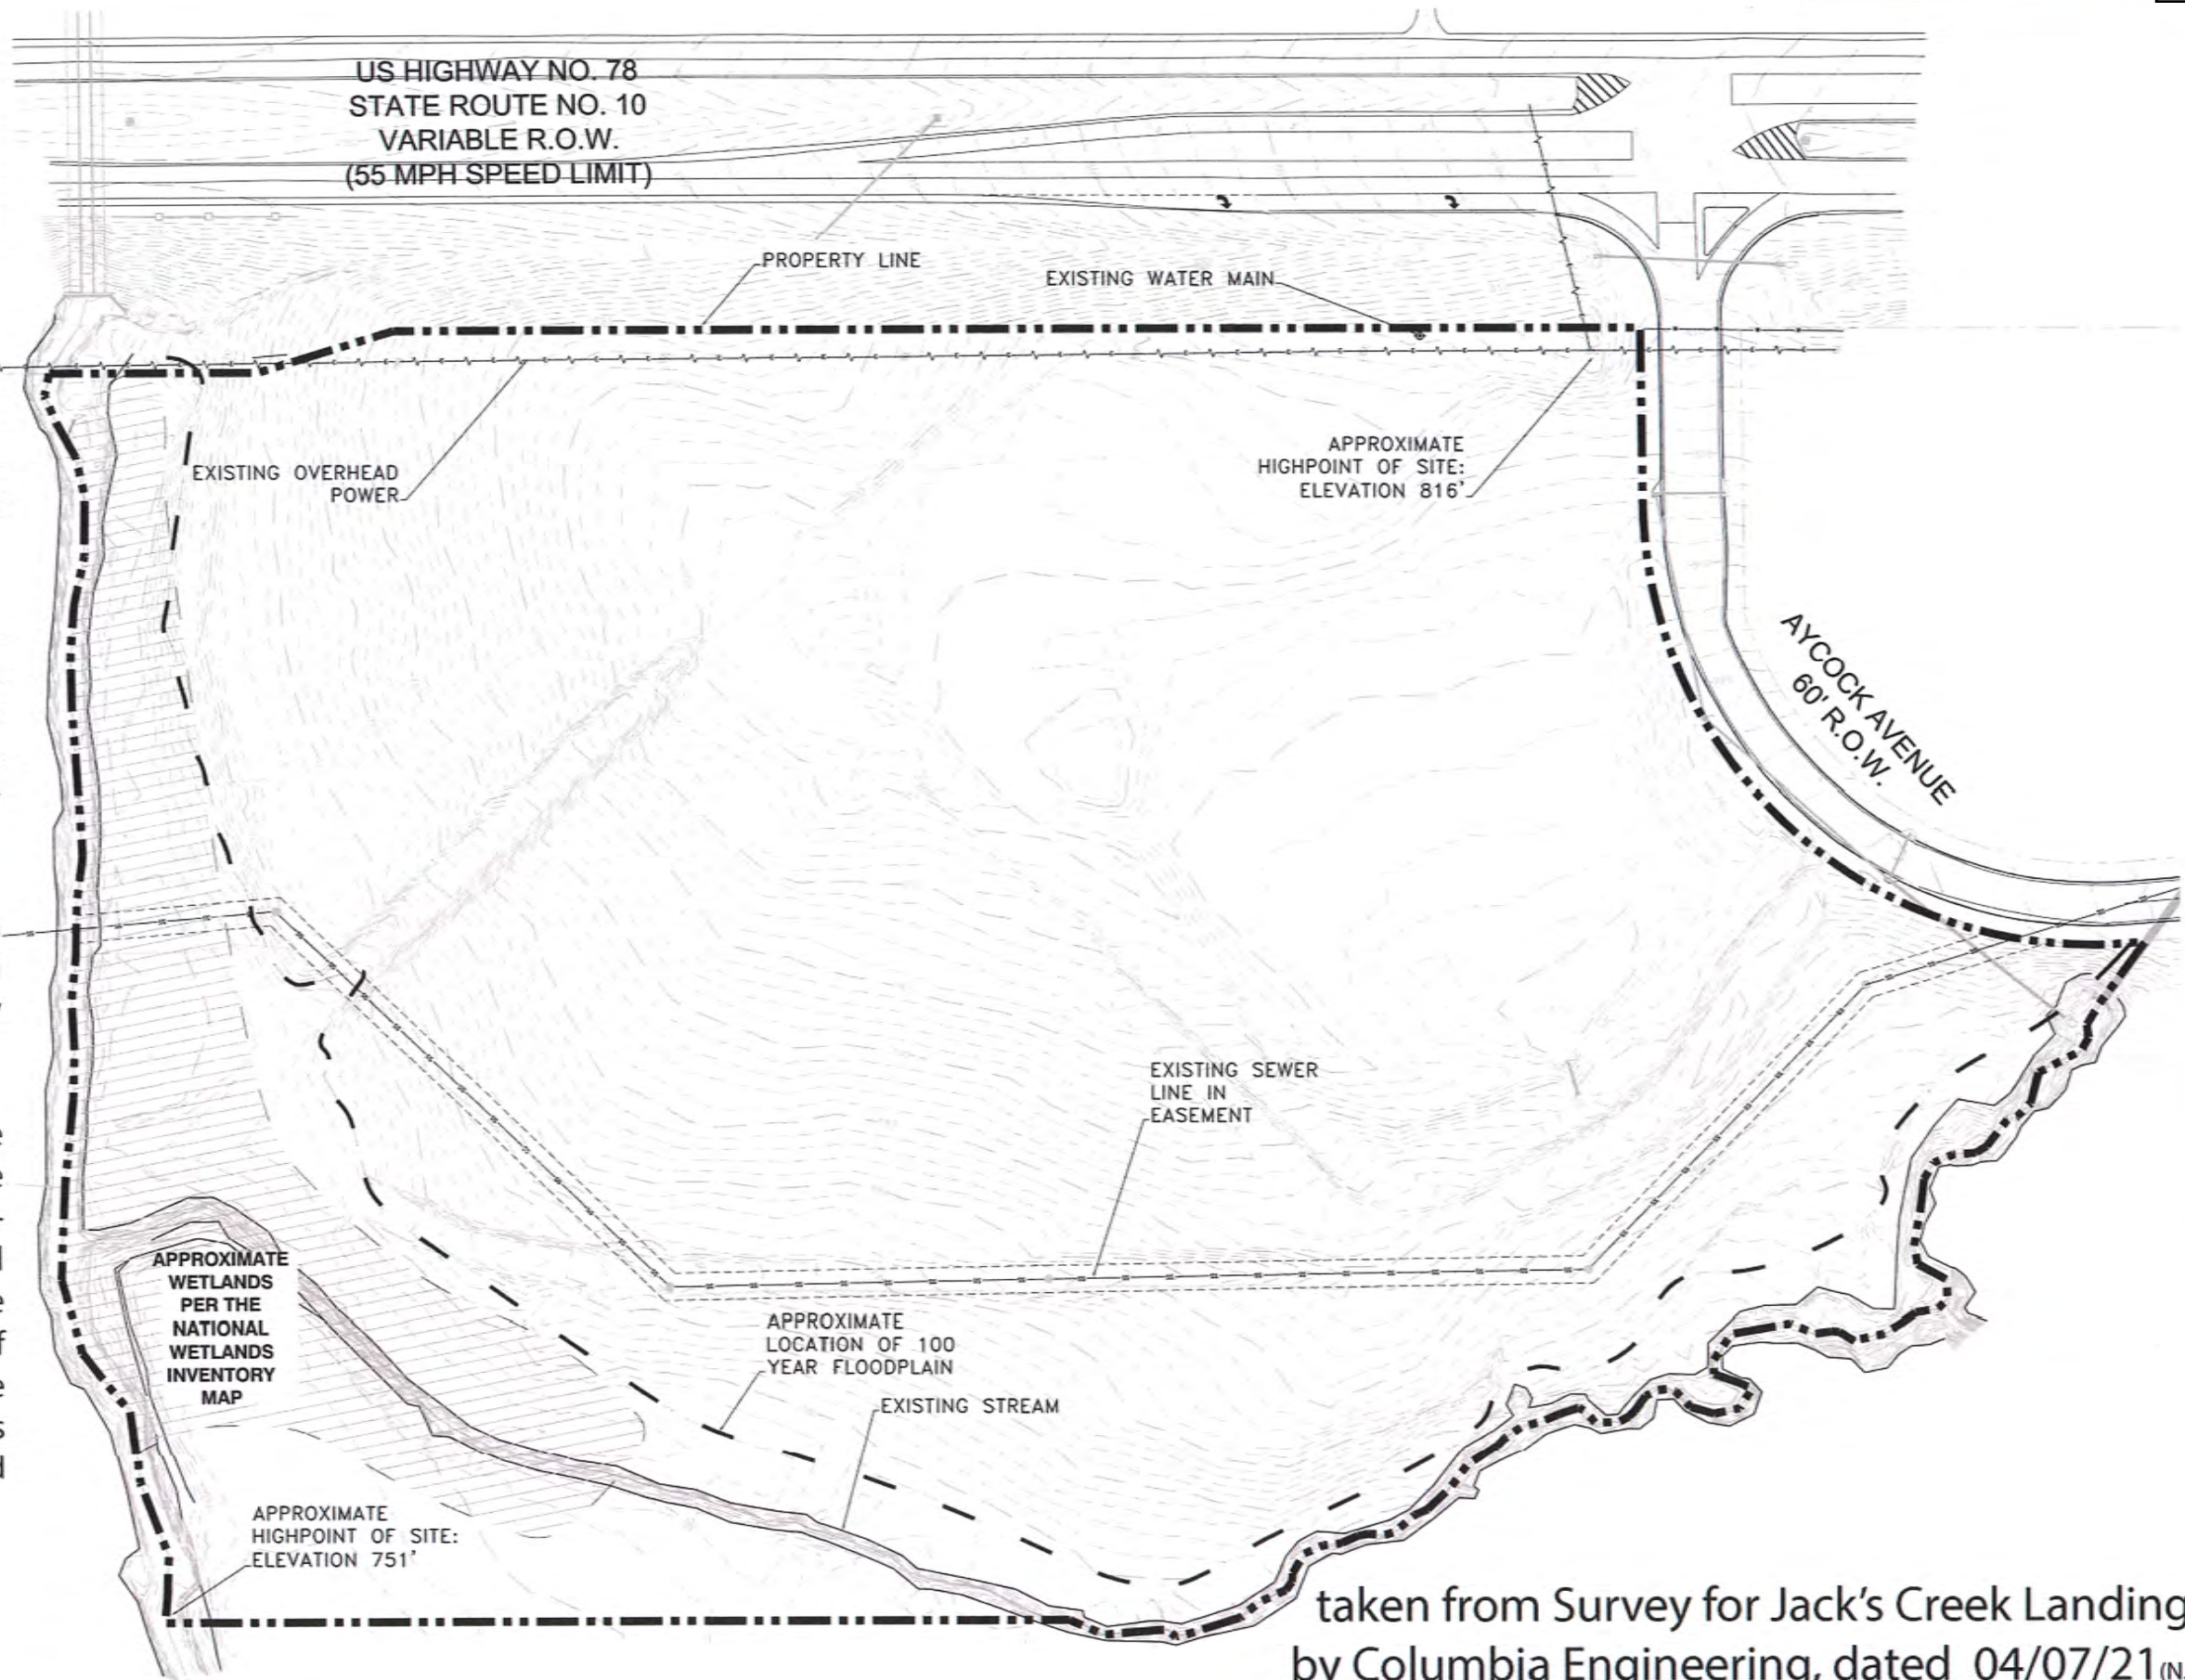 US HIGHWAY NO. 78
STATE ROUTE NO. 10
VARIABLE R.O.W.
(55 MPH SPEED LIMIT)
PROPERTY LINE
EXISTING WATER MAIN
EXISTING OVERHEAD
POWER
APPROXIMATE
HIGHPOINT OF SITE:
ELEVATION 816'
AYCOCK AVENUE
60' R.O.W.
EXISTING SEWER
LINE IN
EASEMENT
APPROXIMATE
WETLANDS
PER THE
NATIONAL
WETLANDS
INVENTORY
MAP
APPROXIMATE
LOCATION OF 100
YEAR FLOODPLAIN
EXISTING STREAM
APPROXIMATE
HIGHPOINT OF SITE:
ELEVATION 751'
taken from Survey for Jack's Creek Landing
by Columbia Engineering, dated 04/07/21